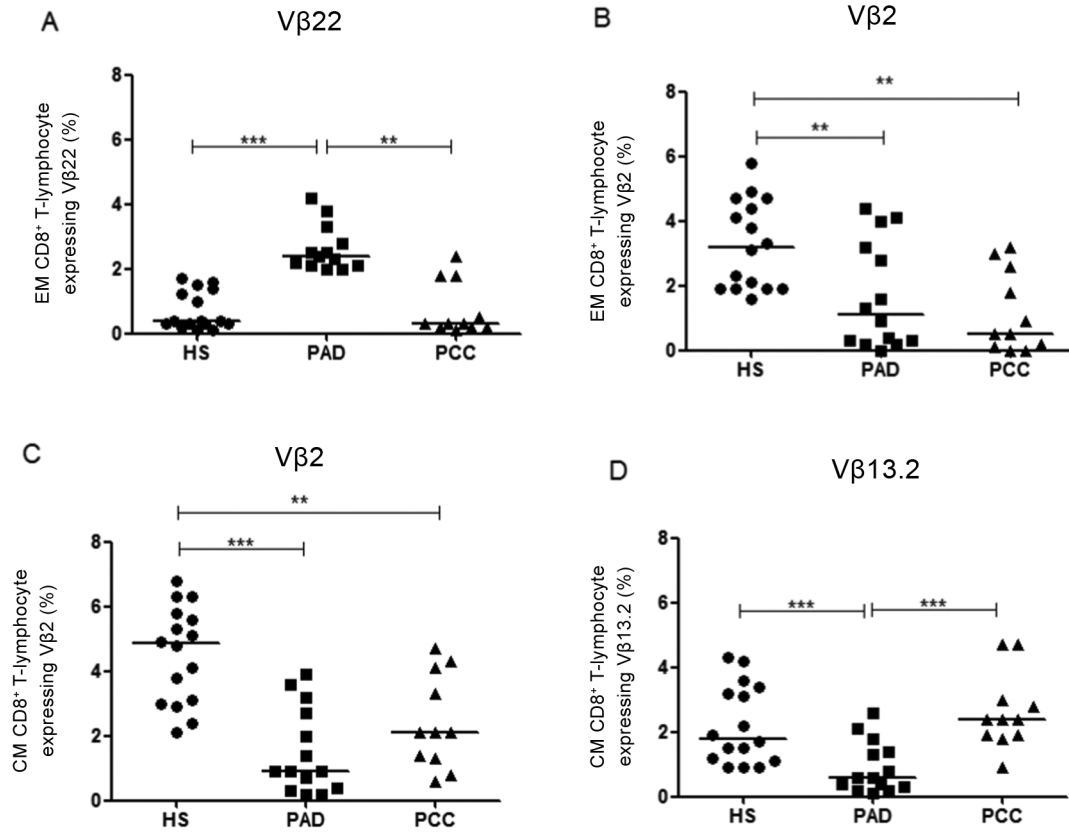 A
Vβ22
EM CD8⁺ T-lymphocyte
expressing Vβ22 (%)
8
6
4
2
0
***
**
HS PAD PCC
B
Vβ2
EM CD8⁺ T-lymphocyte
expressing Vβ2 (%)
8
6
4
2
0
**
**
HS PAD PCC
C
Vβ2
CM CD8⁺ T-lymphocyte
expressing Vβ2 (%)
8
6
4
2
0
**
***
HS PAD PCC
D
Vβ13.2
CM CD8⁺ T-lymphocyte
expressing Vβ13.2 (%)
8
6
4
2
0
***
***
HS PAD PCC